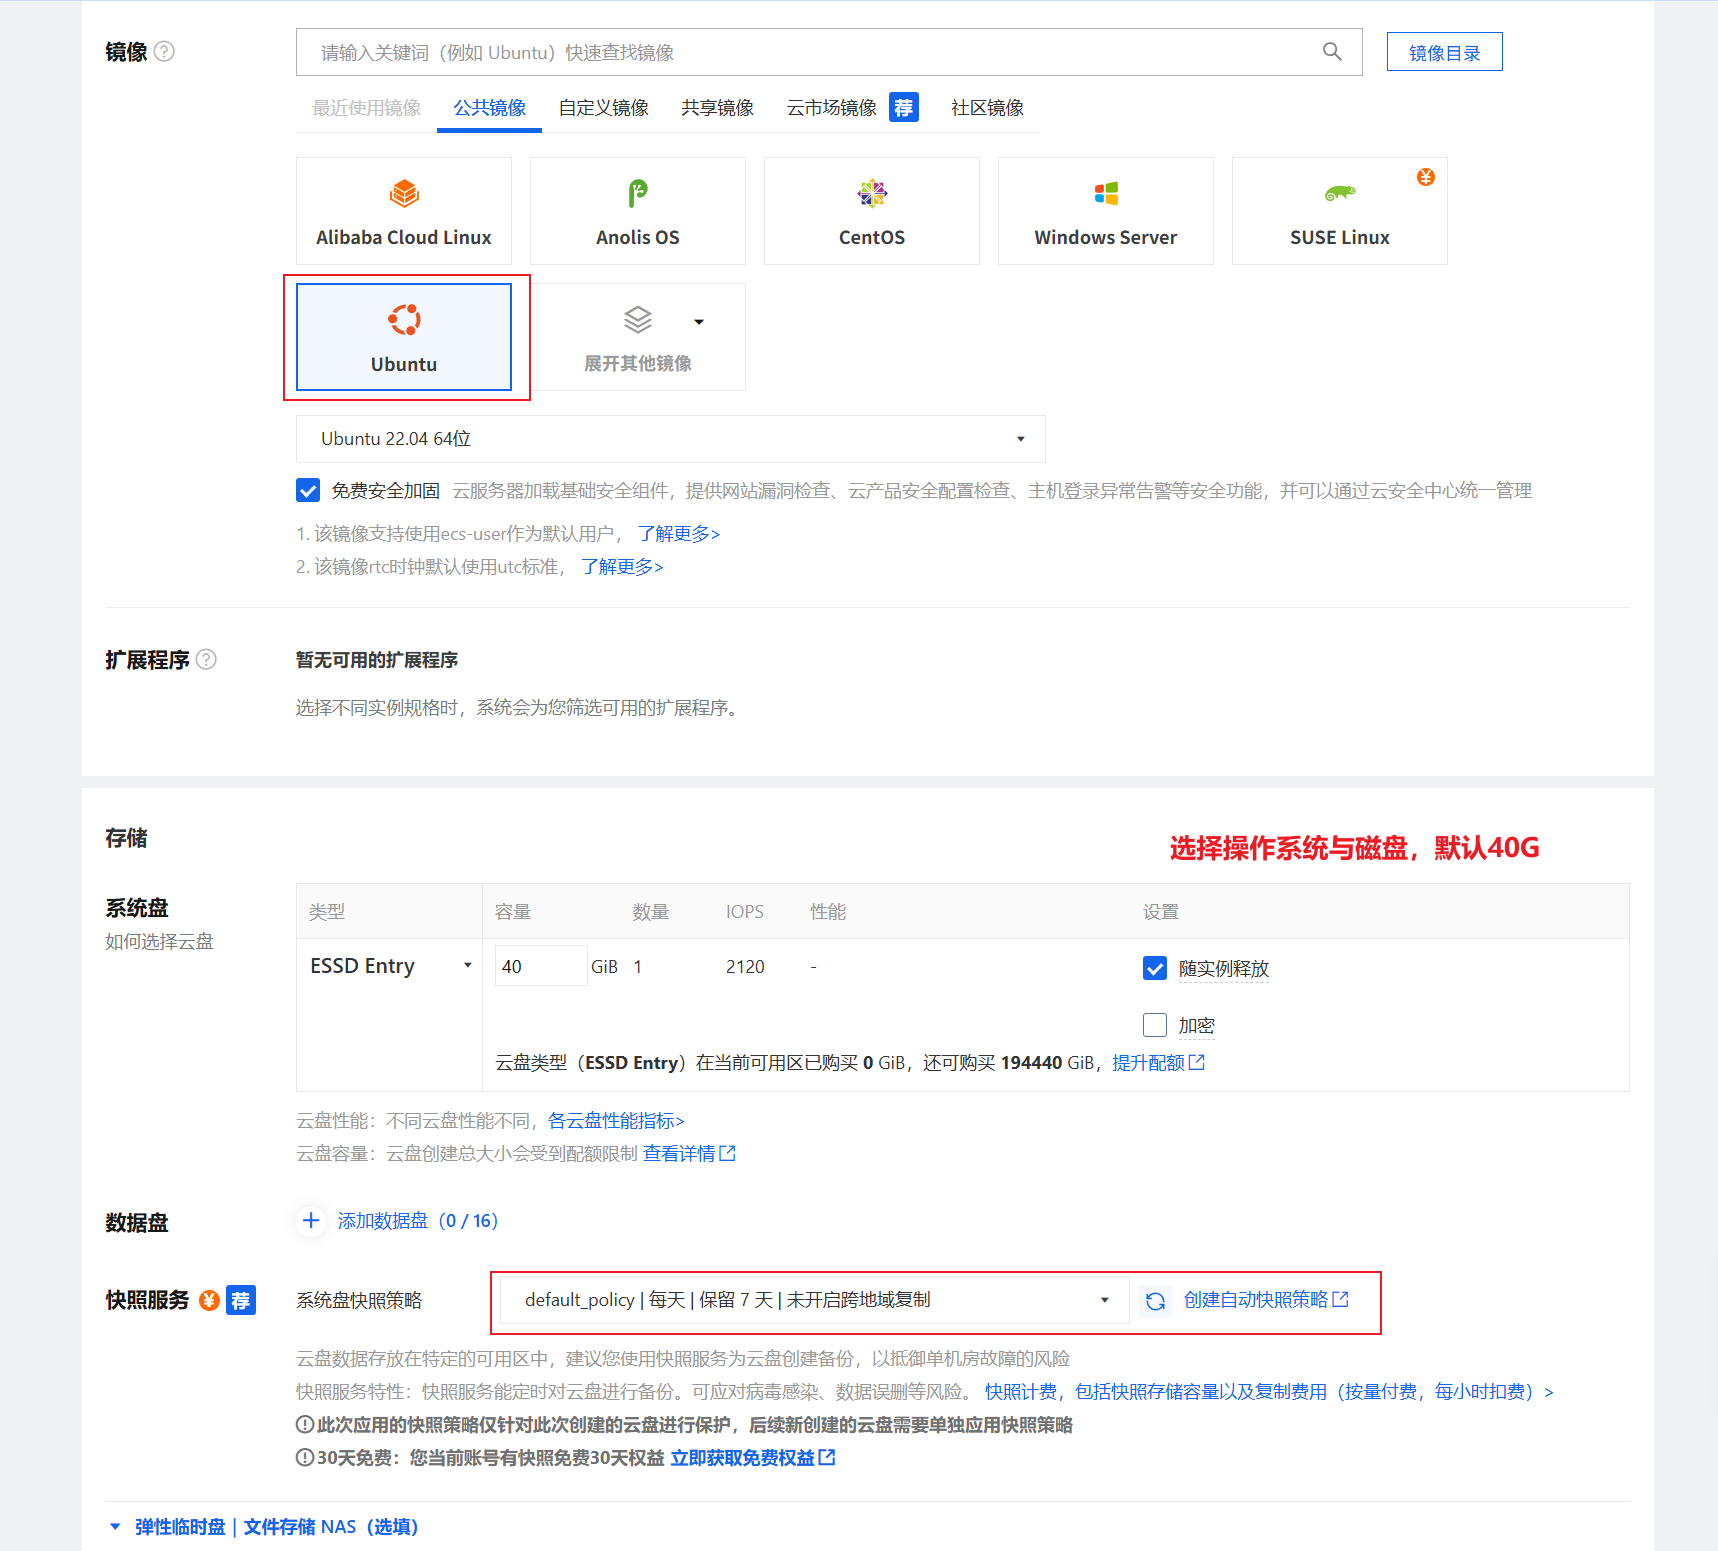 镜像
请输入关键词（例如 Ubuntu）快速查找镜像
镜像目录
最近使用镜像 公共镜像 自定义镜像 共享镜像 云市场镜像 荐 社区镜像
Alibaba Cloud Linux
Anolis OS
CentOS
Windows Server
¥
SUSE Linux
Ubuntu
展开其他镜像
Ubuntu 22.04 64位
免费安全加固 云服务器加载基础安全组件，提供网站漏洞检查、云产品安全配置检查、主机登录异常告警等安全功能，并可以通过云安全中心统一管理
1. 该镜像支持使用ecs-user作为默认用户， 了解更多>
2. 该镜像rtc时钟默认使用utc标准， 了解更多>
扩展程序
暂无可用的扩展程序
选择不同实例规格时，系统会为您筛选可用的扩展程序。
存储
选择操作系统与磁盘，默认40G
系统盘
如何选择云盘
类型 容量 数量 IOPS 性能 设置
ESSD Entry 40 GiB 1 2120 - 随实例释放
加密
云盘类型（ESSD Entry）在当前可用区已购买 0 GiB，还可购买 194440 GiB，提升配额
云盘性能：不同云盘性能不同，各云盘性能指标>
云盘容量：云盘创建总大小会受到配额限制 查看详情
数据盘
+ 添加数据盘（0 / 16）
快照服务 ¥ 荐
系统盘快照策略
default_policy | 每天 | 保留 7 天 | 未开启跨地域复制
创建自动快照策略
云盘数据存放在特定的可用区中，建议您使用快照服务为云盘创建备份，以抵御单机房故障的风险
快照服务特性：快照服务能定时对云盘进行备份。可应对病毒感染、数据误删等风险。 快照计费，包括快照存储容量以及复制费用（按量付费，每小时扣费）>
此次应用的快照策略仅针对此次创建的云盘进行保护，后续新创建的云盘需要单独应用快照策略
30天免费：您当前账号有快照免费30天权益 立即获取免费权益
弹性临时盘 | 文件存储 NAS（选填）